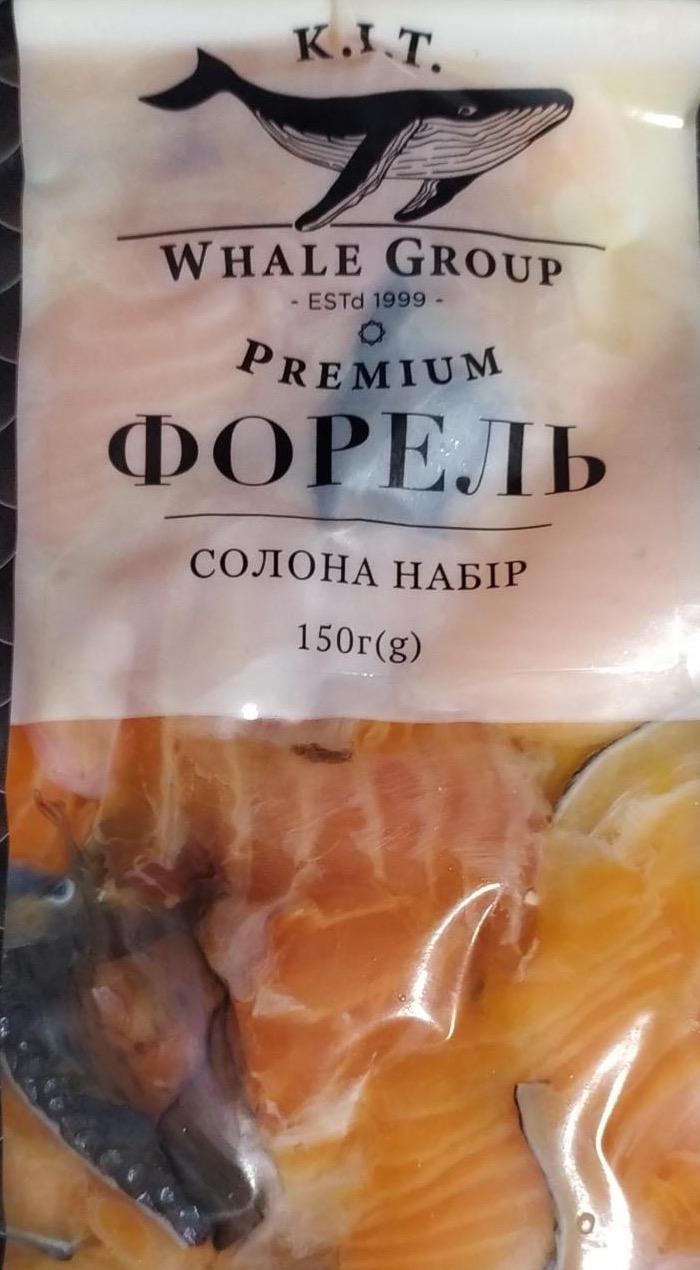 K.I.T.
WHALE GROUP
- ESTd 1999 -
PREMIUM
ФОРЕЛЬ
СОЛОНА НАБІР
150г(g)